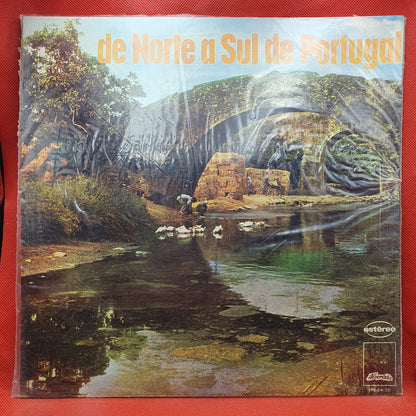 de Norte a Sul de Portugal
estéreo